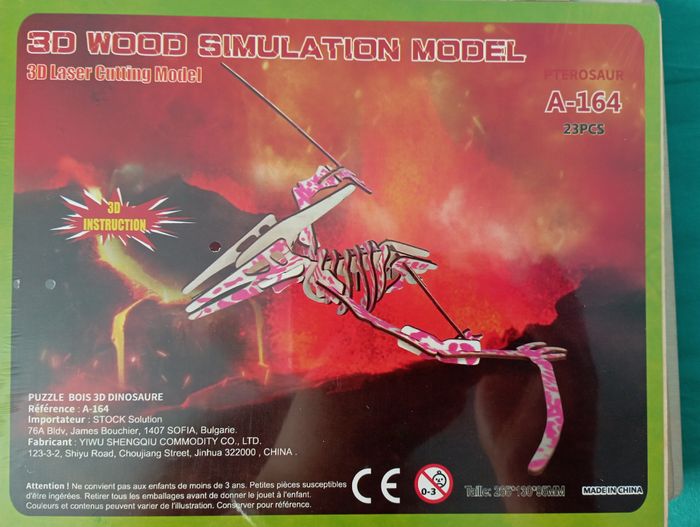 3D WOOD SIMULATION MODEL
3D Laser Cutting Model
PTEROSAUR
A-164
23PCS
3D
INSTRUCTION
PUZZLE BOIS 3D DINOSAURE
Référence : A-164
Importateur : STOCK Solution
76A Bldv, James Bouchier, 1407 SOFIA, Bulgarie.
Fabricant : YIWU SHENGQIU COMMODITY CO., LTD.
123-3-2, Shiyu Road, Choujiang Street, Jinhua 322000 , CHINA .
Attention ! Ne convient pas aux enfants de moins de 3 ans. Petites pièces susceptibles
d'être ingérées. Retirer tous les emballages avant de donner le jouet à l'enfant.
Couleurs et contenus peuvent varier de l'illustration. Conserver pour référence.
CE
0-3
Taille:
MADE IN CHINA